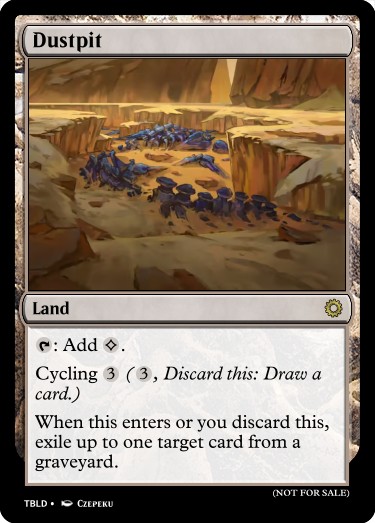 Dustpit
Land
: Add .
Cycling 3 ( 3, Discard this: Draw a
card.)
When this enters or you discard this,
exile up to one target card from a
graveyard.
(NOT FOR SALE)
TBLD • CZEPEKU